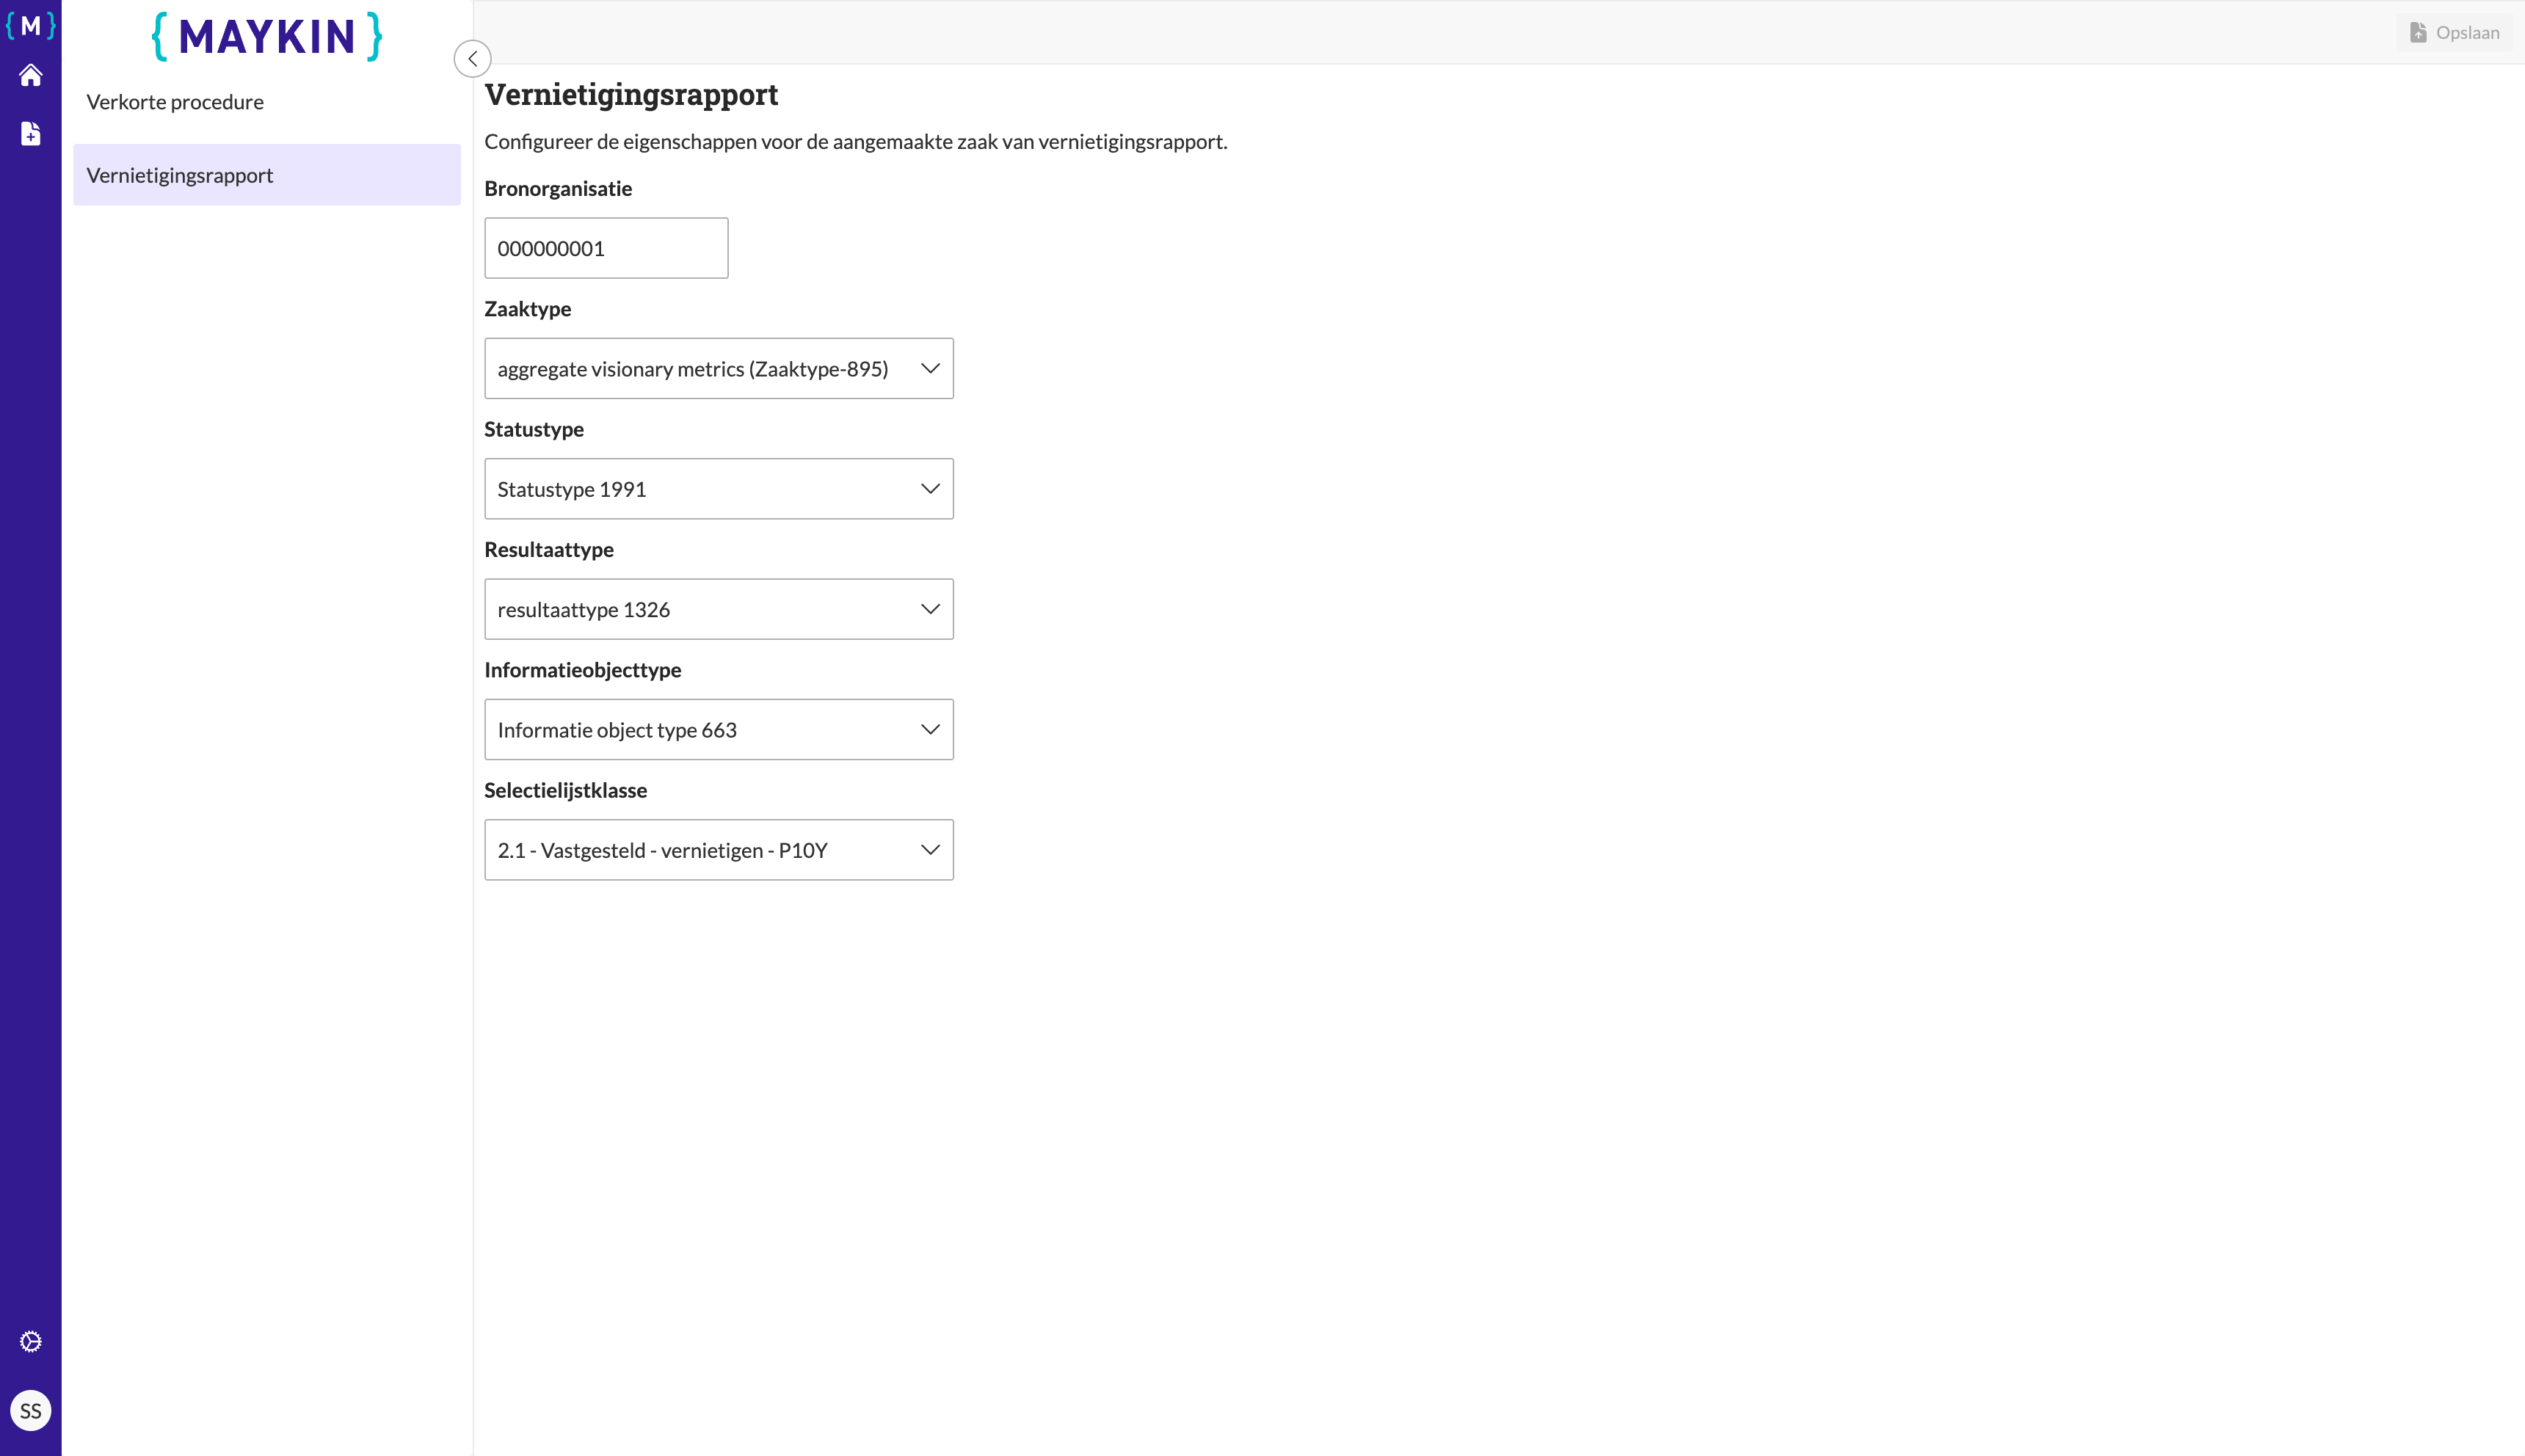 { M }
{ MAYKIN }
Verkorte procedure
Vernietigingsrapport
SS
Opslaan
Vernietigingsrapport
Configureer de eigenschappen voor de aangemaakte zaak van vernietigingsrapport.
Bronorganisatie
000000001
Zaaktype
aggregate visionary metrics (Zaaktype-895)
Statustype
Statustype 1991
Resultaattype
resultaattype 1326
Informatieobjecttype
Informatie object type 663
Selectielijstklasse
2.1 - Vastgesteld - vernietigen - P10Y